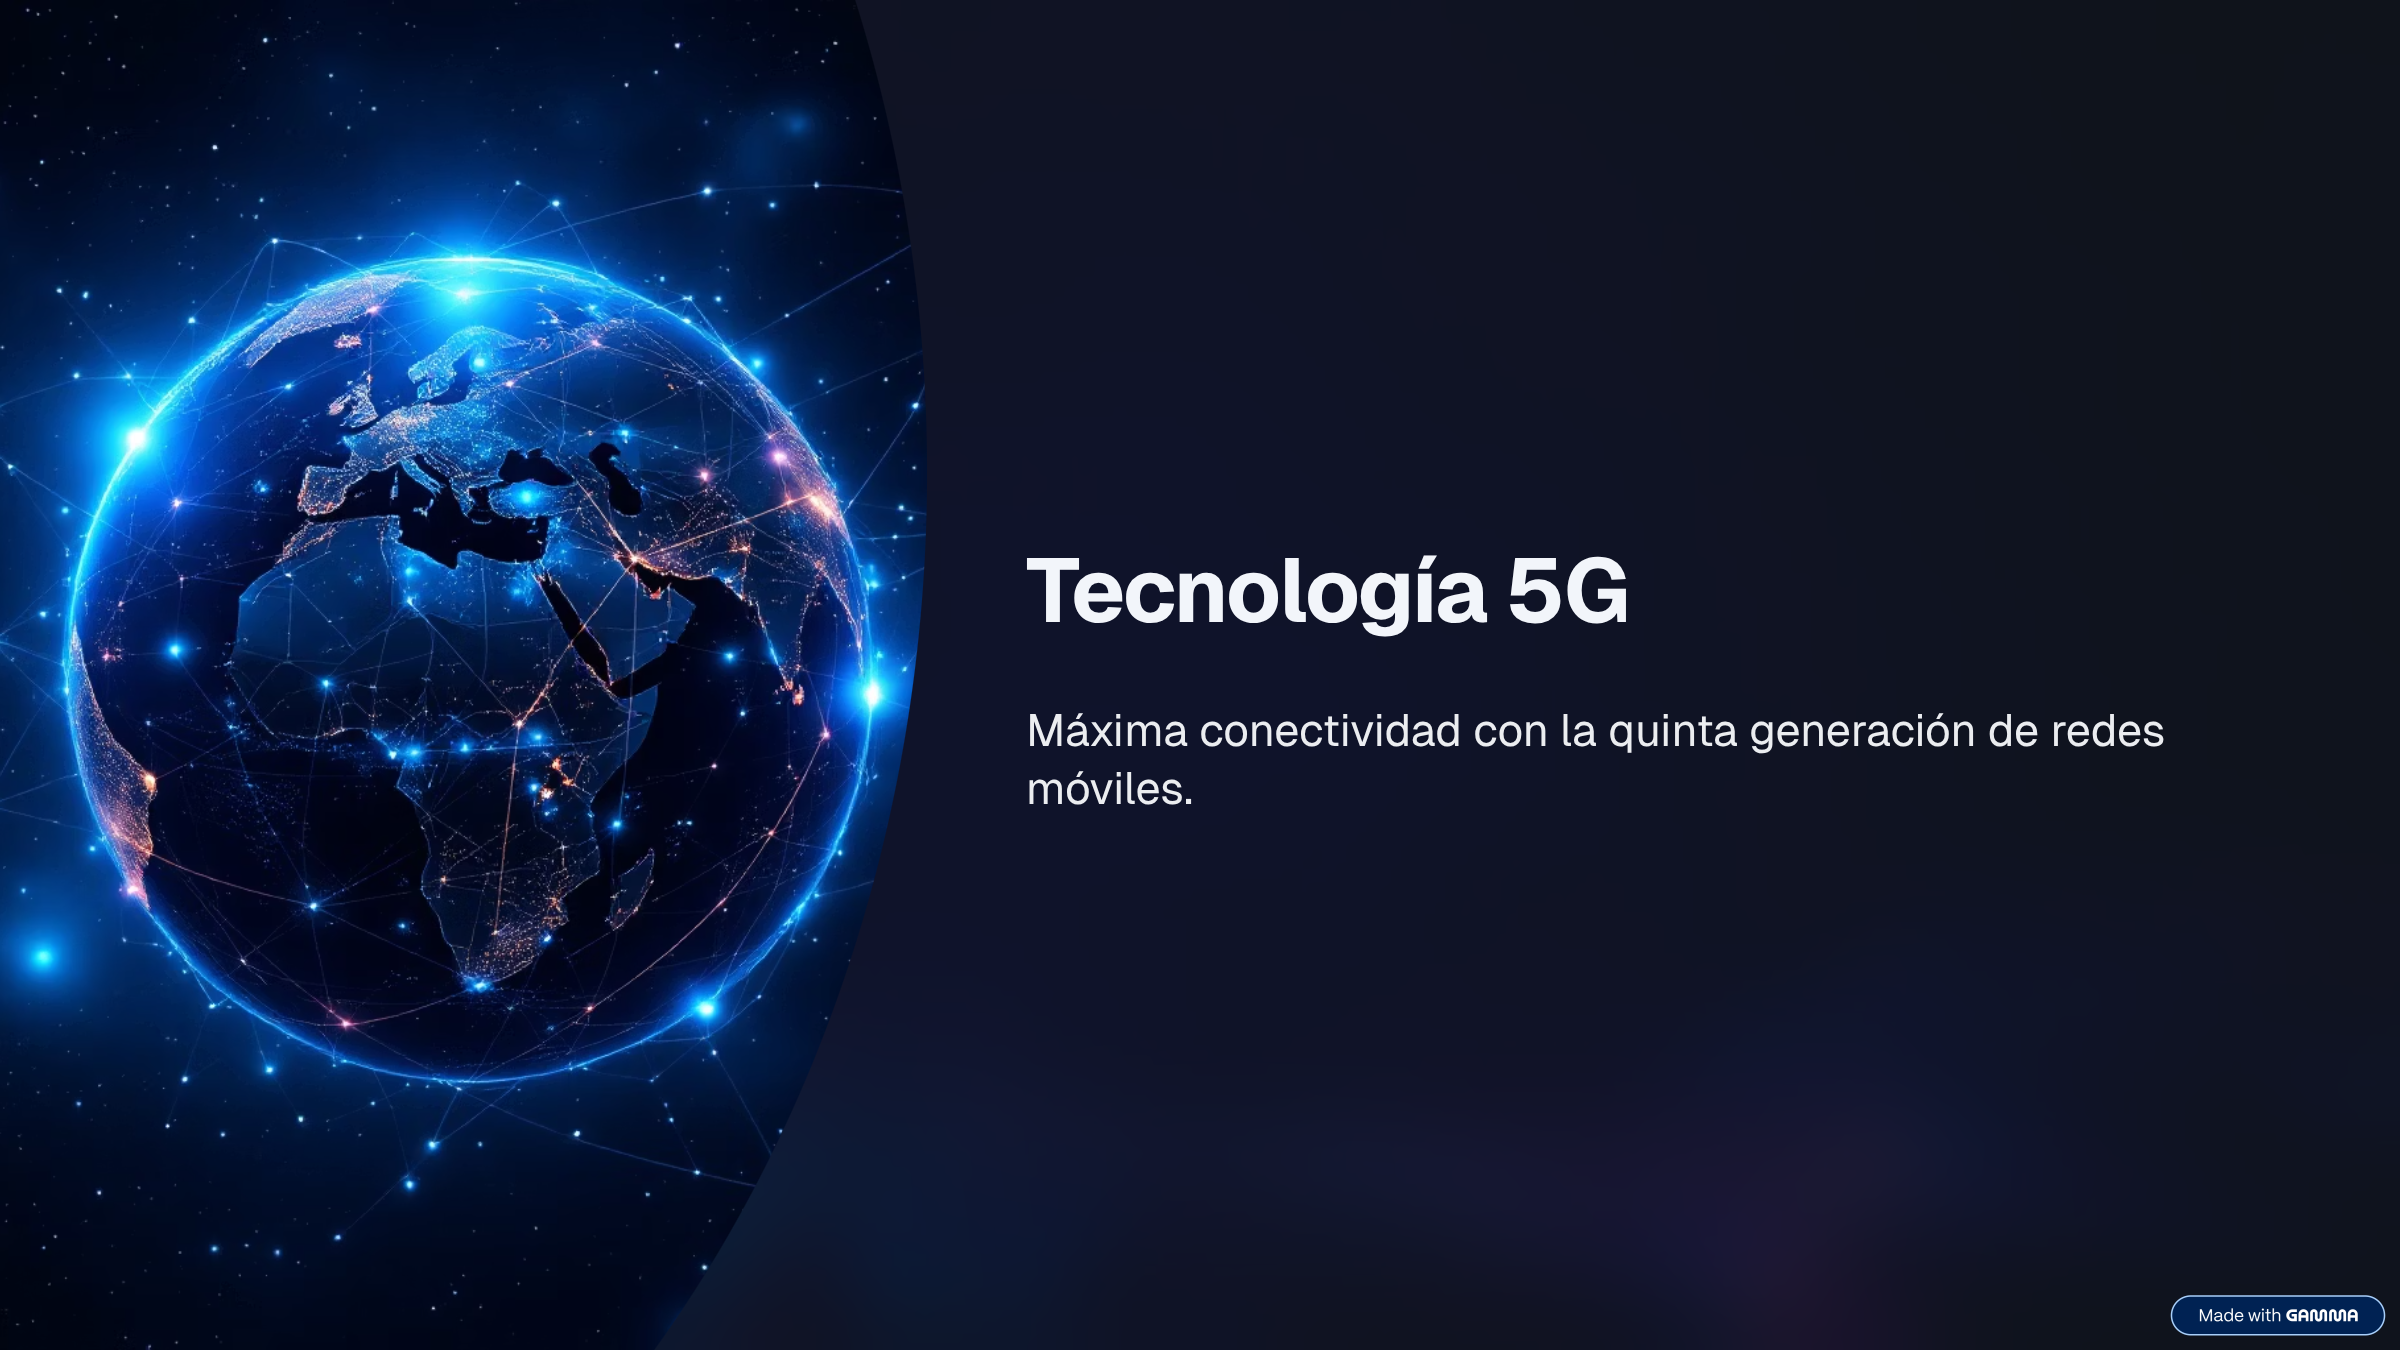 Tecnología 5G
Máxima conectividad con la quinta generación de redes
móviles.
Made with GAMMA